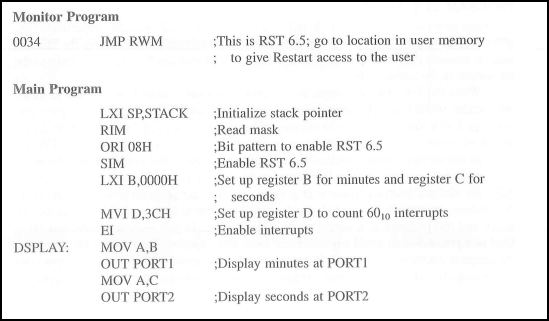 Monitor Program
0034 JMP RWM ;This is RST 6.5; go to location in user memory
; to give Restart access to the user
Main Program
LXI SP,STACK ;Initialize stack pointer
RIM ;Read mask
ORI 08H ;Bit pattern to enable RST 6.5
SIM ;Enable RST 6.5
LXI B,0000H ;Set up register B for minutes and register C for
; seconds
MVI D,3CH ;Set up register D to count 60₁₀ interrupts
EI ;Enable interrupts
DSPLAY: MOV A,B
OUT PORT1 ;Display minutes at PORT1
MOV A,C
OUT PORT2 ;Display seconds at PORT2